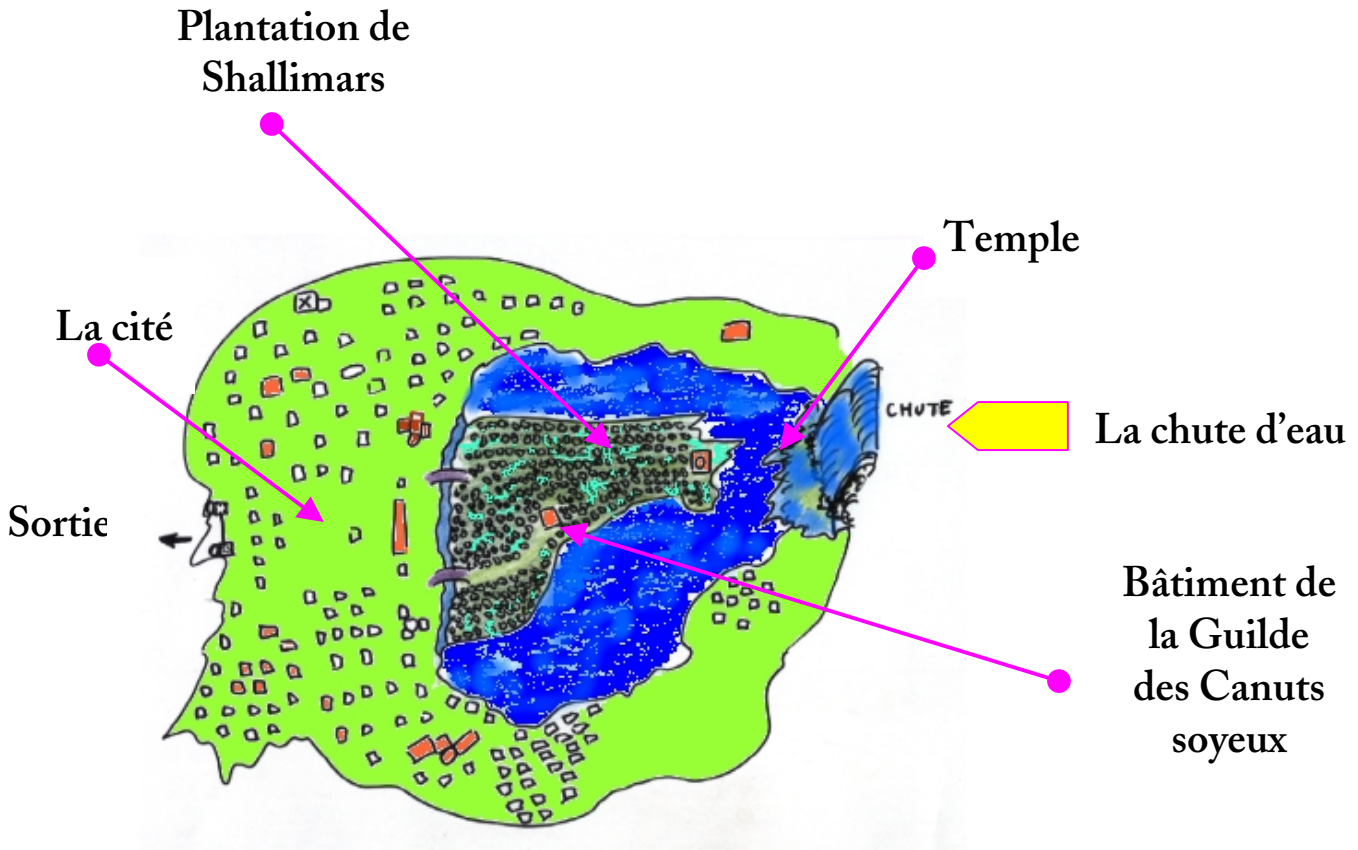 Plantation de
Shallimars
Temple
La cité
CHUTE
La chute d’eau
Sortie
Bâtiment de
la Guilde
des Canuts
soyeux